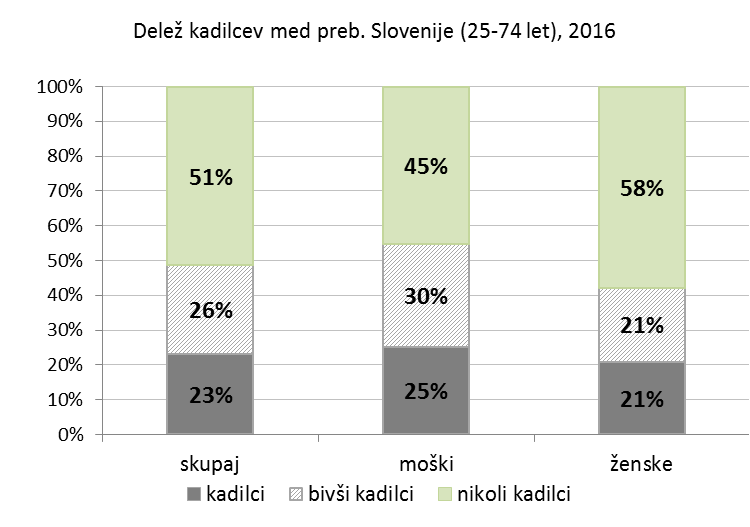 Delež kadilcev med preb. Slovenije (25-74 let), 2016
100%
90%
80%
70%
60%
50%
40%
30%
20%
10%
0%
51%
45%
58%
26%
30%
21%
23%
25%
21%
skupaj
moški
ženske
kadilci
bivši kadilci
nikoli kadilci